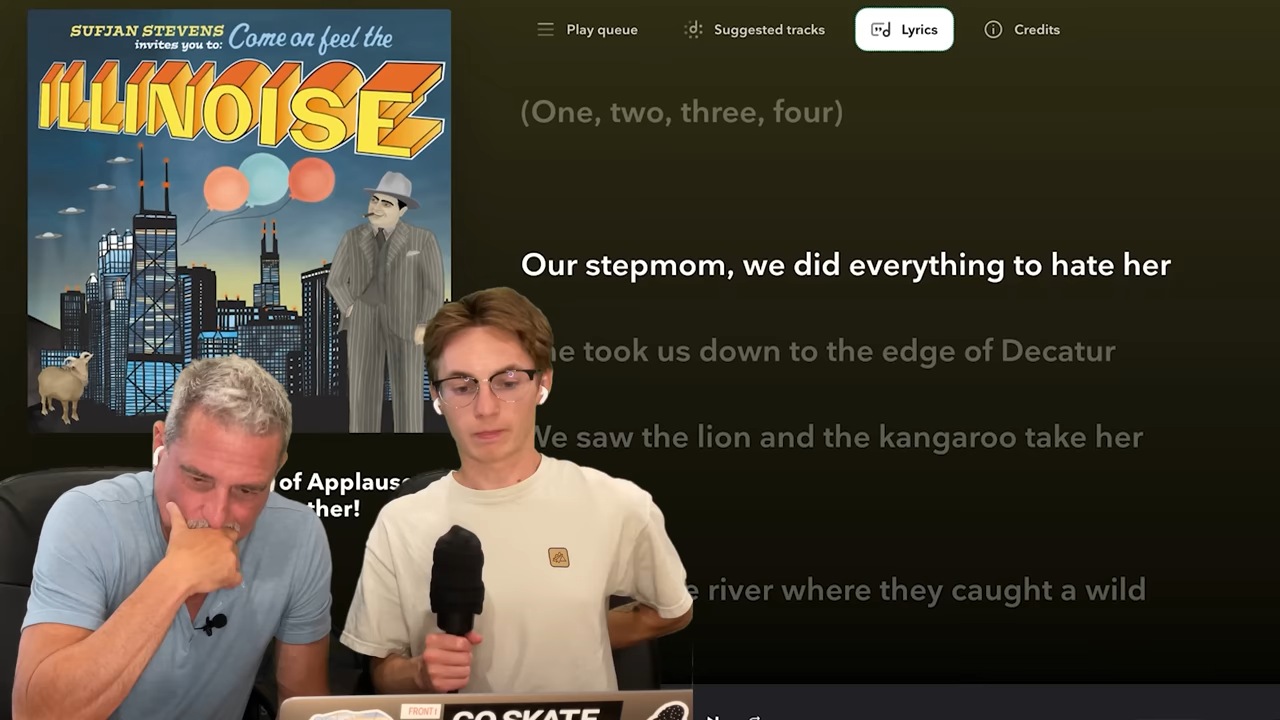 SUFJAN STEVENS
invites you to: Come on feel the
ILLINOISE
Play queue
Suggested tracks
Lyrics
Credits
(One, two, three, four)
Our stepmom, we did everything to hate her
took us down to the edge of Decatur
We saw the lion and the kangaroo take her
river where they caught a wild
of Applause
GO SKATE
FRONT